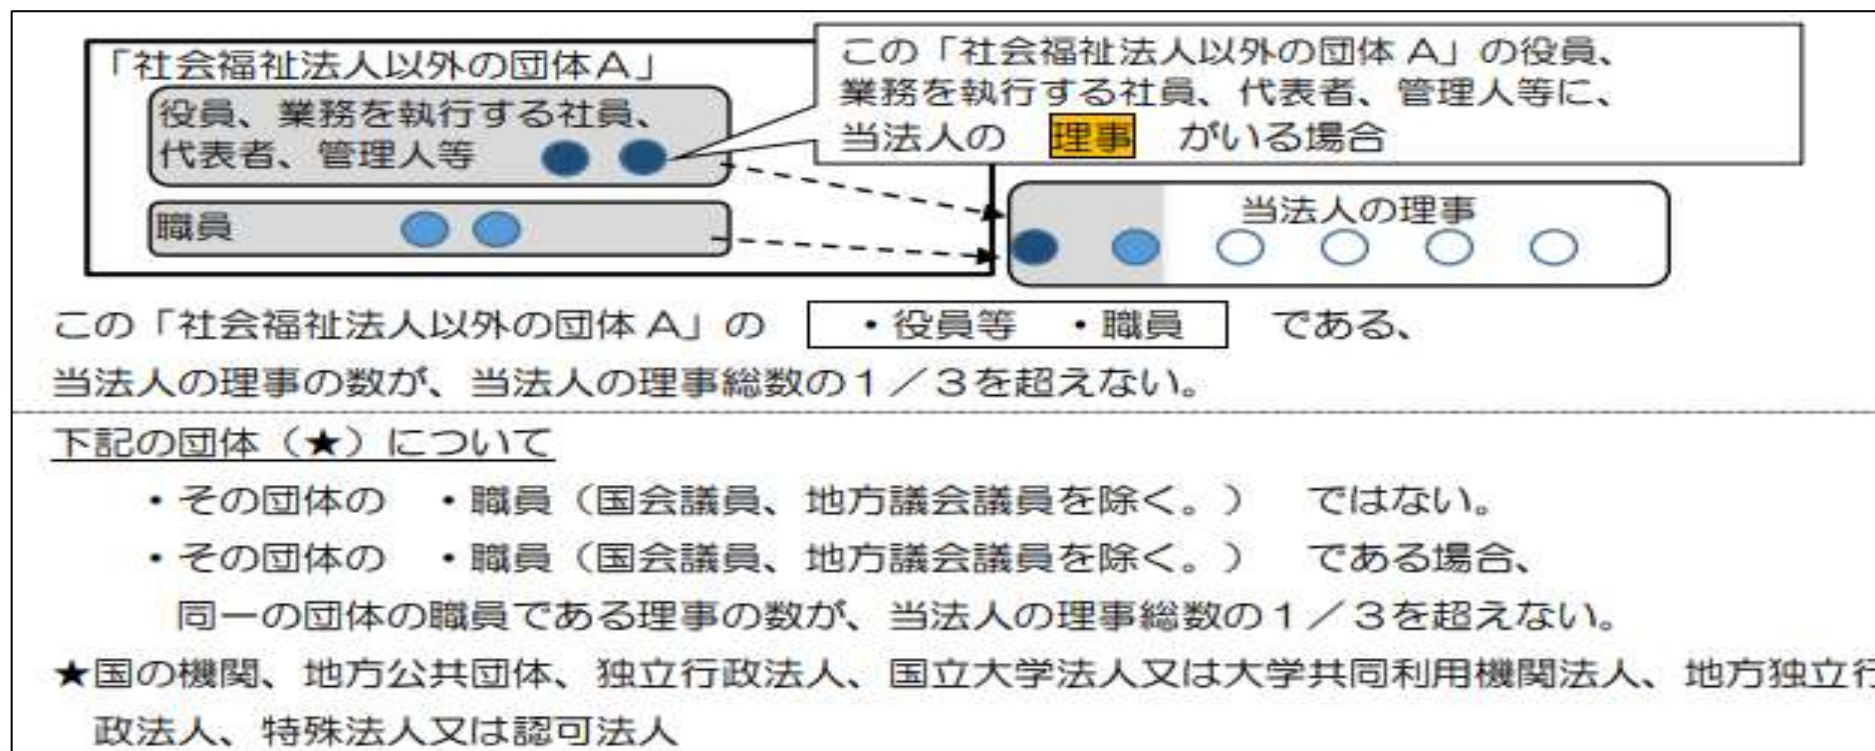 「社会福祉法人以外の団体A」
役員、業務を執行する社員、
代表者、管理人等
職員
この「社会福祉法人以外の団体 A」の役員、
業務を執行する社員、代表者、管理人等に、
当法人の 理事 がいる場合
当法人の理事
この「社会福祉法人以外の団体 A」の ・役員等 ・職員 である、
当法人の理事の数が、当法人の理事総数の1/3を超えない。
下記の団体(★)について
・その団体の ・職員(国会議員、地方議会議員を除く。) ではない。
・その団体の ・職員(国会議員、地方議会議員を除く。) である場合、
同一の団体の職員である理事の数が、当法人の理事総数の1/3を超えない。
★国の機関、地方公共団体、独立行政法人、国立大学法人又は大学共同利用機関法人、地方独立行
政法人、特殊法人又は認可法人